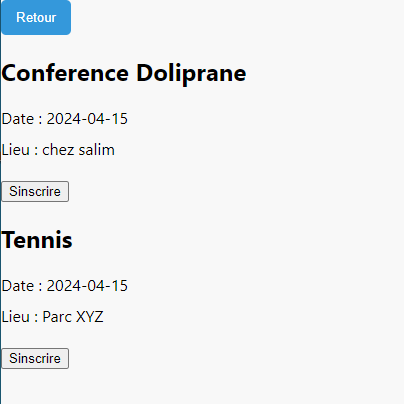 Retour
Conference Doliprane
Date : 2024-04-15
Lieu : chez salim
Sinscrire
Tennis
Date : 2024-04-15
Lieu : Parc XYZ
Sinscrire